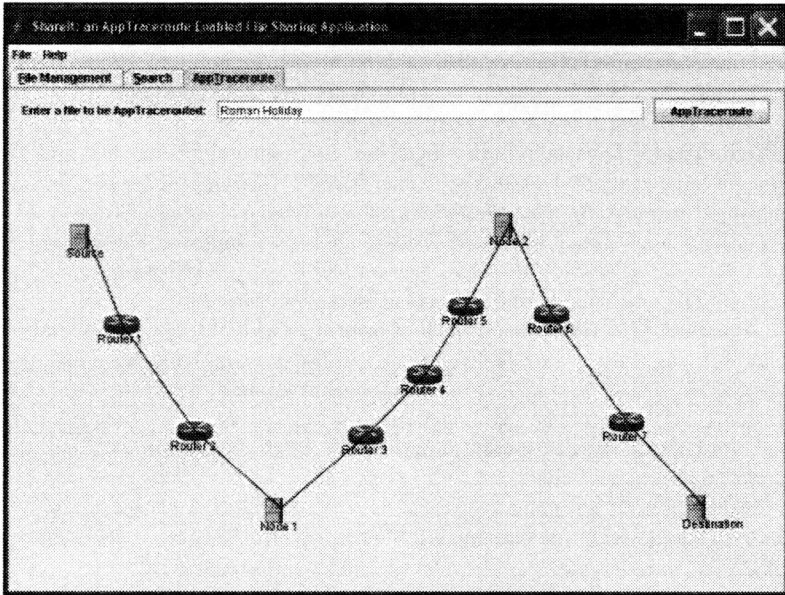 ShareIt: an AppTraceroute Enabled File Sharing Application
File Help
File Management Search AppTraceroute
Enter a file to be AppTracerouted: Roman Holiday AppTraceroute
Source
Node 2
Router 5
Router 6
Router 1
Router 4
Router 7
Router 2
Router 3
Node 1
Destination